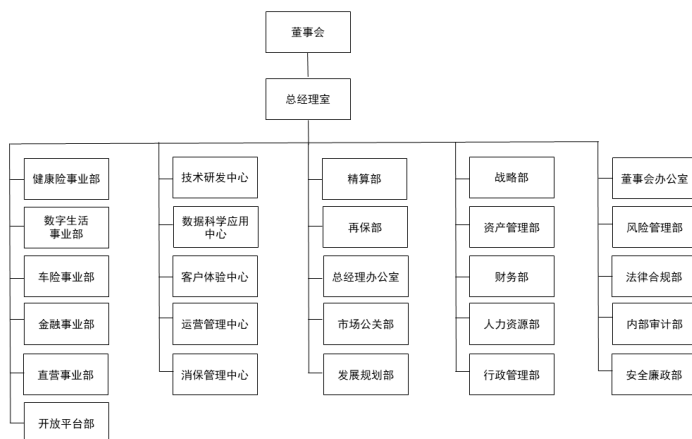 董事会
总经理室
健康险事业部
数字生活
事业部
车险事业部
金融事业部
直营事业部
开放平台部
技术研发中心
数据科学应用
中心
客户体验中心
运营管理中心
消保管理中心
精算部
再保部
总经理办公室
市场公关部
发展规划部
战略部
资产管理部
财务部
人力资源部
行政管理部
董事会办公室
风险管理部
法律合规部
内部审计部
安全廉政部